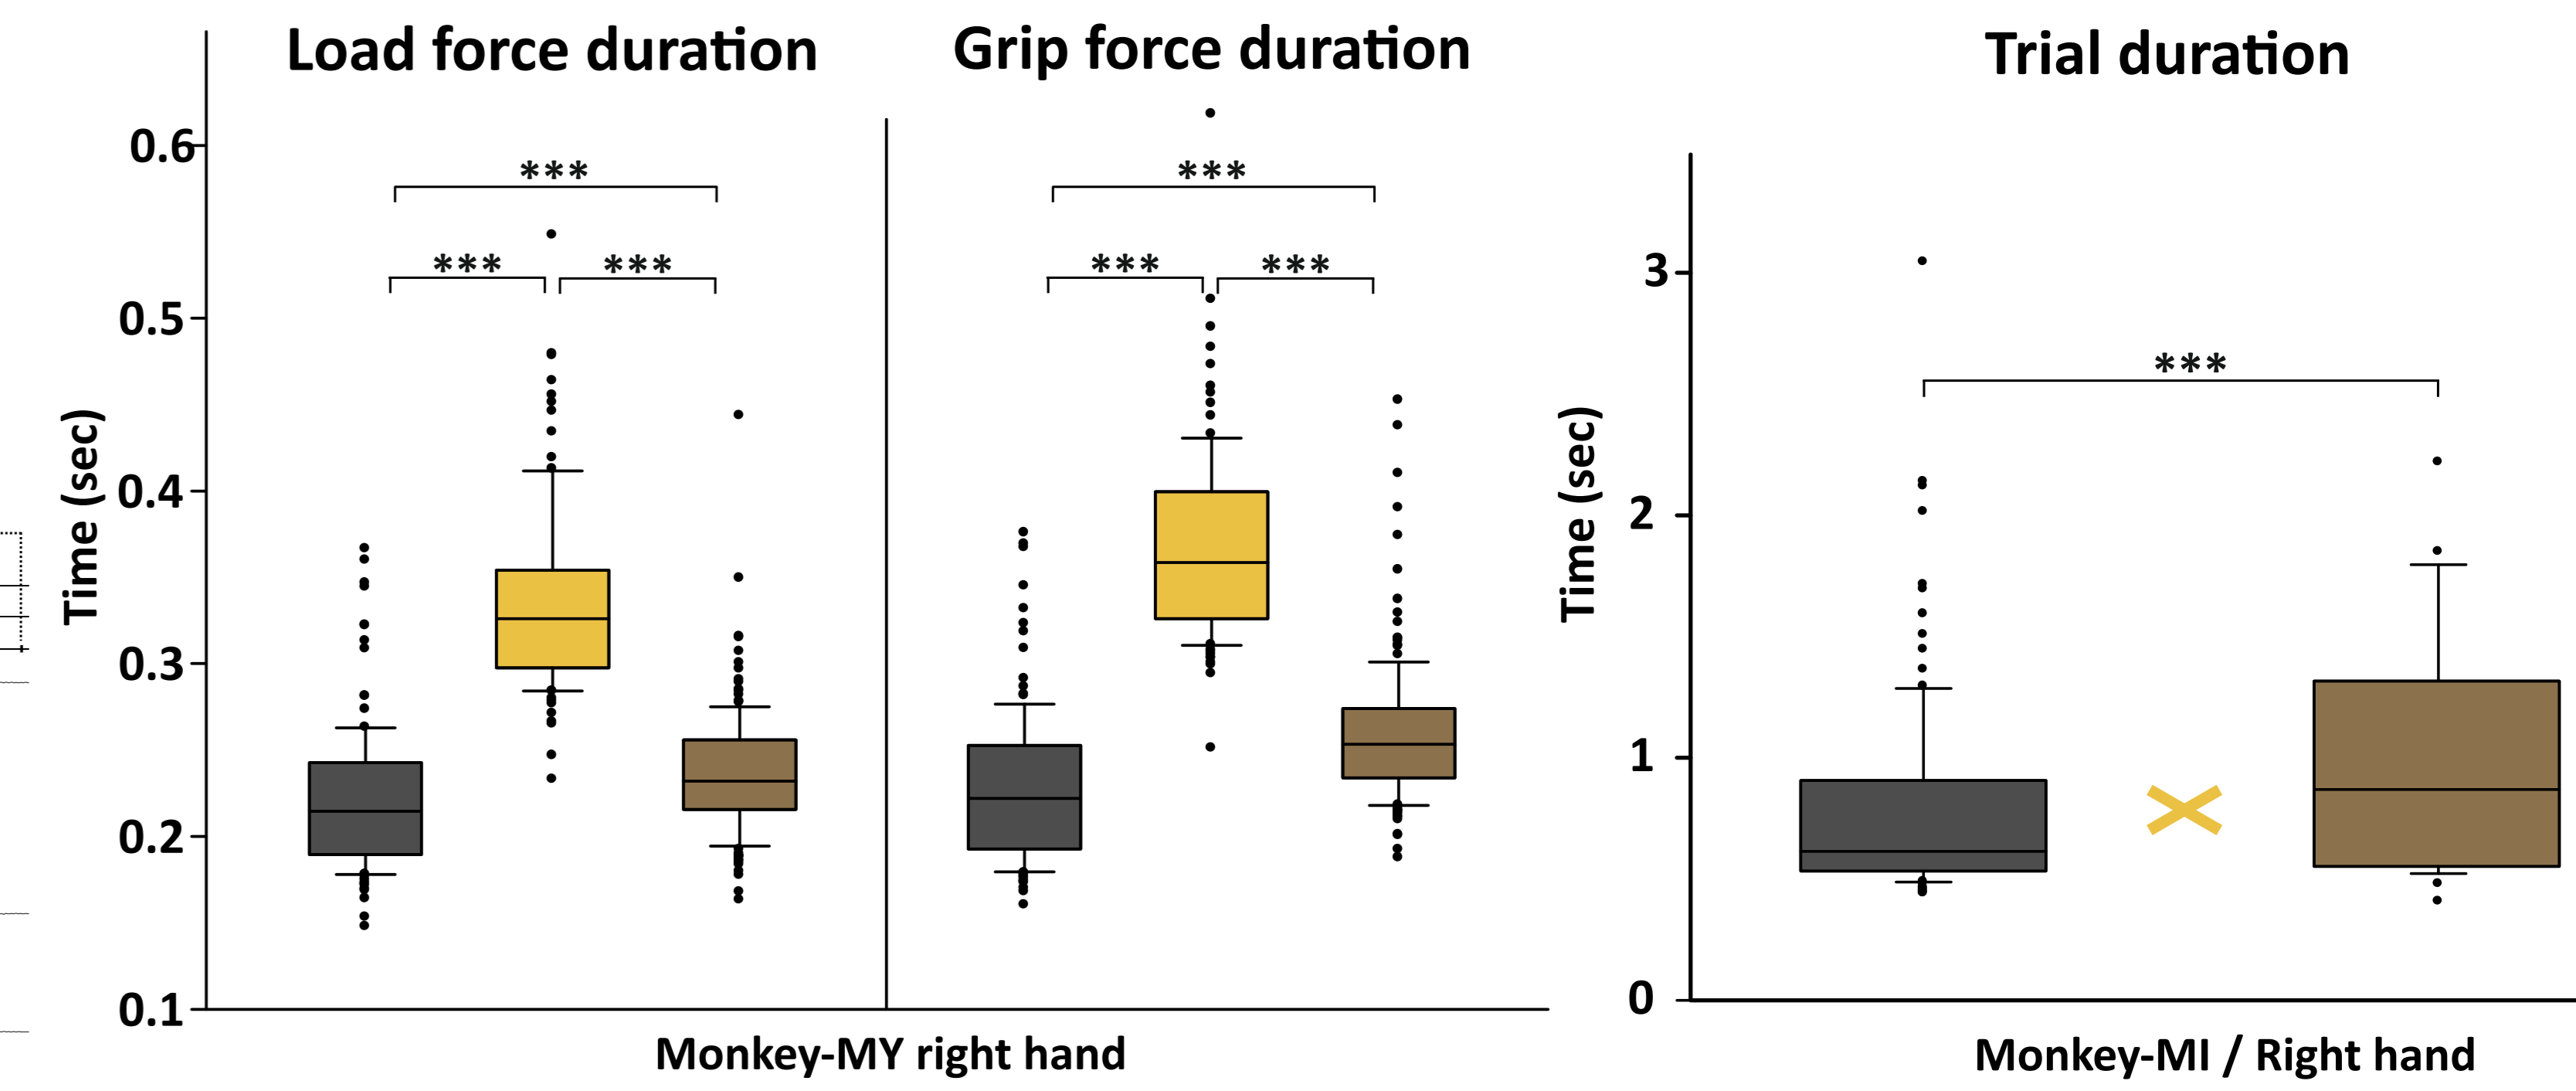 Load force duration
Grip force duration
Trial duration
0.6
0.5
0.4
0.3
0.2
0.1
Time (sec)
***
***
***
***
***
***
Monkey-MY right hand
3
2
1
0
Time (sec)
***
Monkey-MI / Right hand